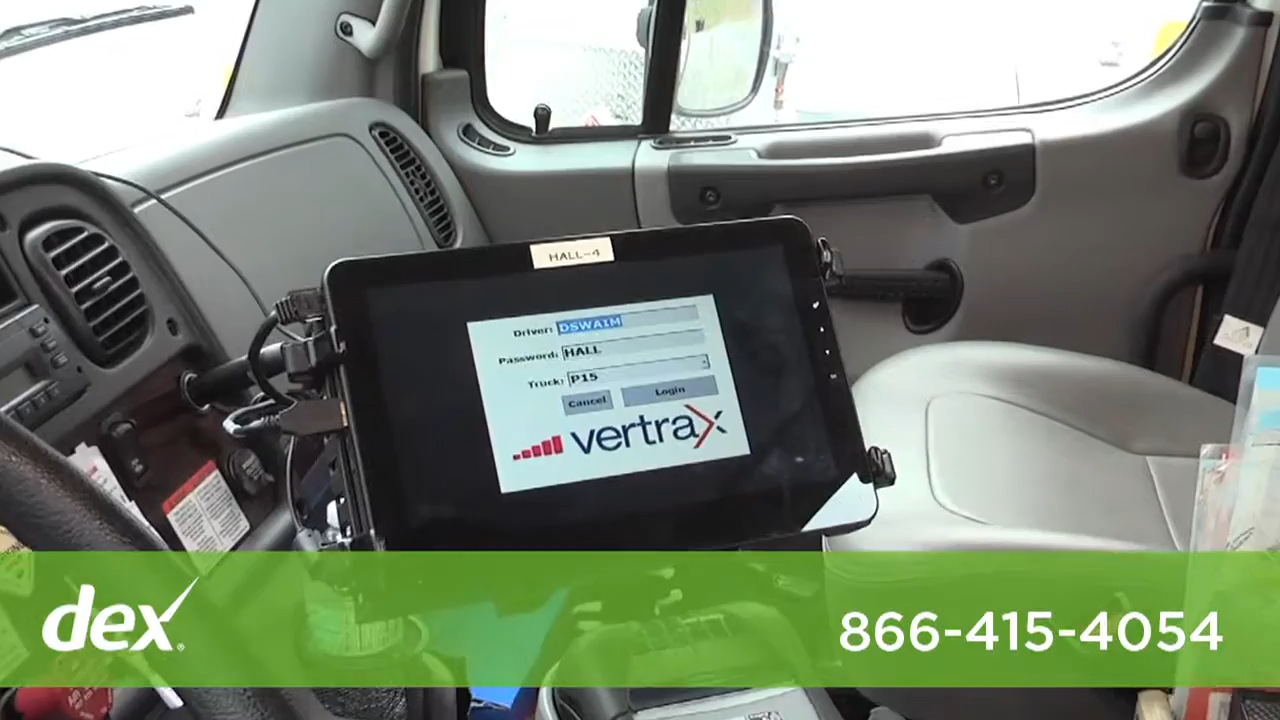 HALL-4
Driver: DSWAIM
Password: HALL
Truck: P15
Cancel Login
vertrax
dex®
866-415-4054